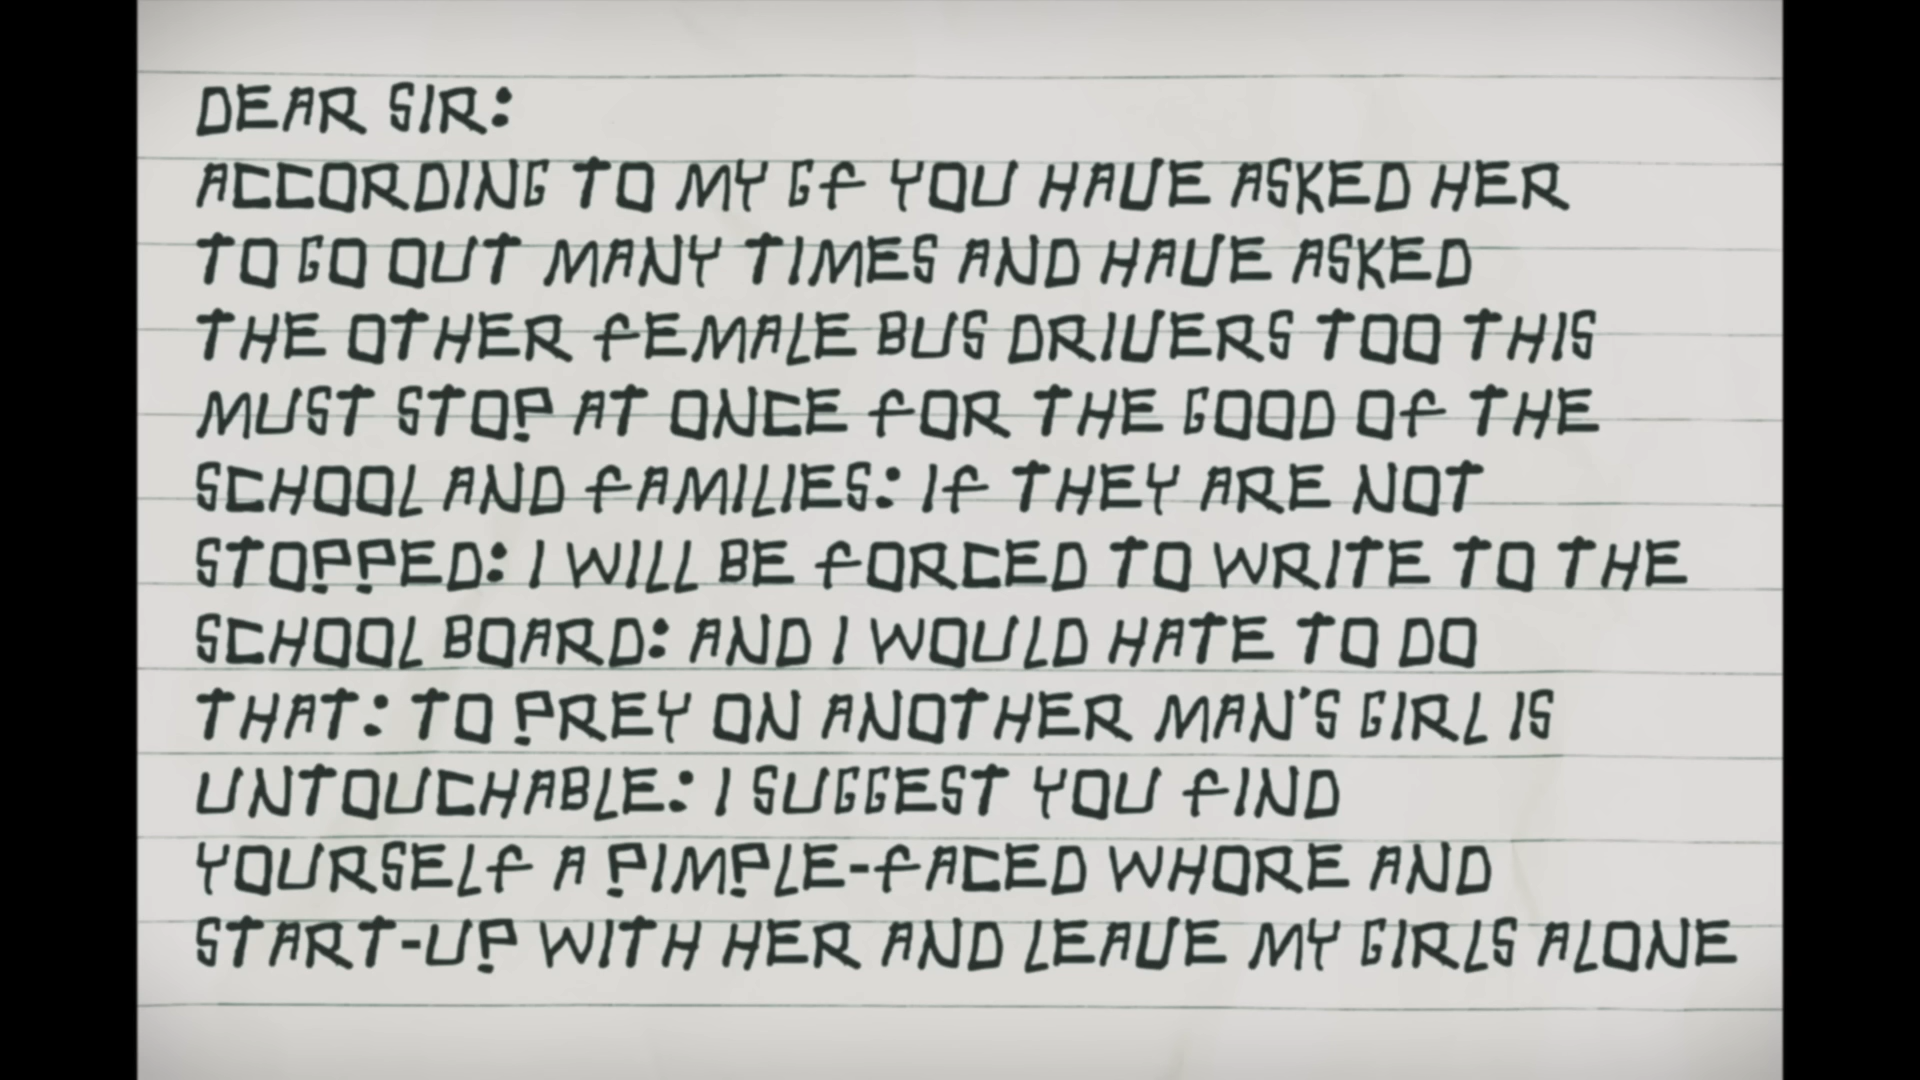 DEAR SIR:
ACCORDING TO MY Gf YOU HAVE ASKED HER
TO GO OUT MANY TIMES AND HAVE ASKED
THE OTHER fEMALE BUS DRIVERS TOO THIS
MUST STOP AT ONCE fOR THE GOOD Of THE
SCHOOL AND fAMILIES: If THEY ARE NOT
STOPPED: I WILL BE fORCED TO WRITE TO THE
SCHOOL BOARD: AND I WOULD HATE TO DO
THAT: TO PREY ON ANOTHER MAN'S GIRL IS
UNTOUCHABLE: I SUGGEST YOU fIND
YOURSELf A PIMPLE-fACED WHORE AND
START-UP WITH HER AND LEAVE MY GIRLS ALONE